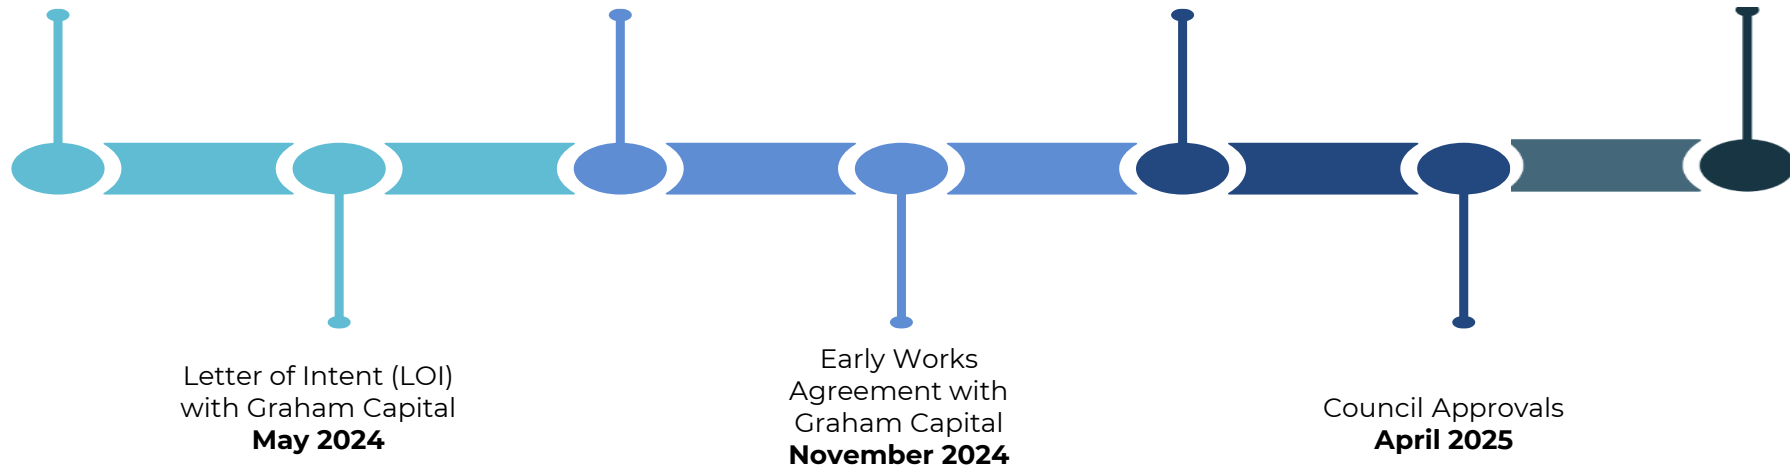 Letter of Intent (LOI)
with Graham Capital
May 2024
Early Works
Agreement with
Graham Capital
November 2024
Council Approvals
April 2025